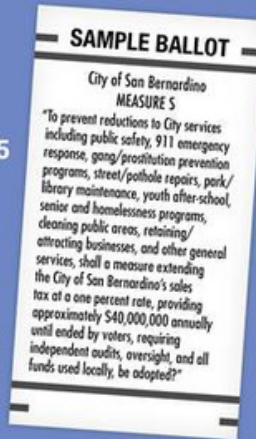 SAMPLE BALLOT
5
City of San Bernardino
MEASURE S
"To prevent reductions to City services
including public safety, 911 emergency
response, gang/prostitution prevention
programs, street/pothole repairs, park/
library maintenance, youth after-school,
senior and homelessness programs,
cleaning public areas, retaining/
attracting businesses, and other general
services, shall a measure extending
the City of San Bernardino's sales
tax at a one percent rate, providing
approximately $40,000,000 annually
until ended by voters, requiring
independent audits, oversight, and all
funds used locally, be adopted?"